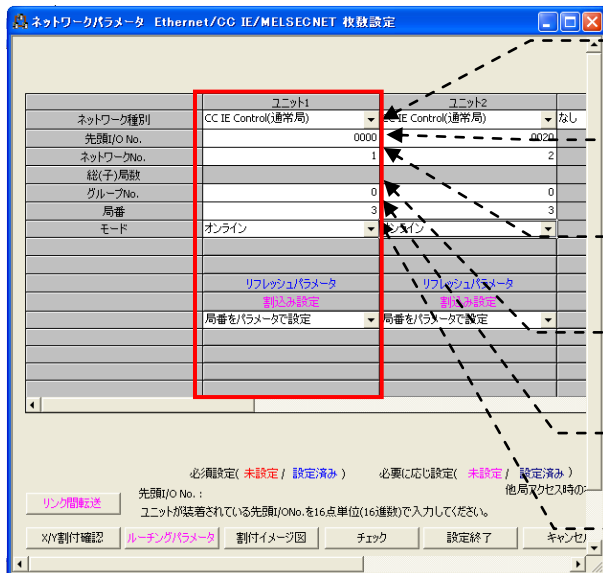 ネットワークパラメータ Ethernet/CC IE/MELSECNET 枚数設定
ユニット1 ユニット2
ネットワーク種別 CC IE Control(通常局) CC IE Control(通常局) なし
先頭I/O No. 0000 0020
ネットワークNo. 1 2
総(子)局数
グループNo. 0 0
局番 3 3
モード オンライン オンライン
リフレッシュパラメータ リフレッシュパラメータ
割込み設定 割込み設定
局番をパラメータで設定 局番をパラメータで設定
必須設定( 未設定 / 設定済み ) 必要に応じ設定( 未設定 / 設定済み )
先頭I/O No. : 他局アクセス時の
リンク間転送
ユニットが装着されている先頭I/ONo.を16点単位(16進数)で入力してください。
X/Y割付確認 ルーチングパラメータ 割付イメージ図 チェック 設定終了 キャンセル